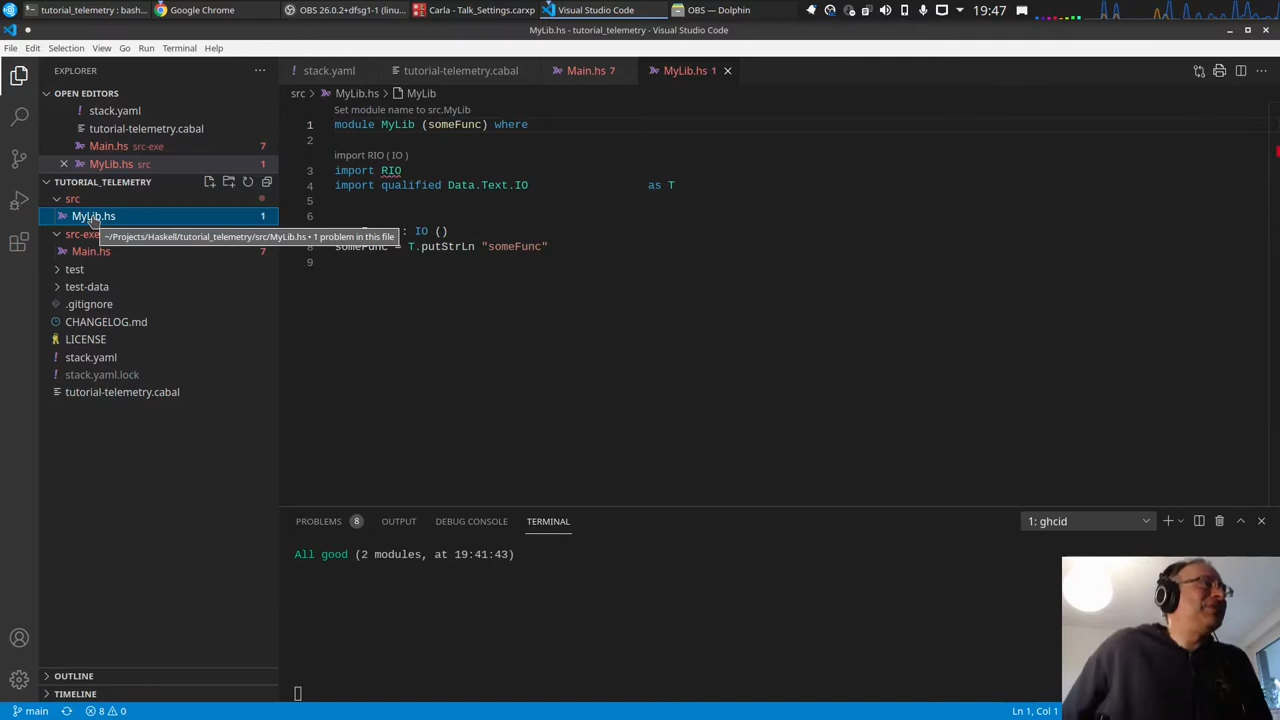 tutorial_telemetry : bash...
Google Chrome
OBS 26.0.2+dfsg1-1 (linu...
Carla - Talk_Settings.carxp
Visual Studio Code
OBS — Dolphin
19:47
MyLib.hs - tutorial_telemetry - Visual Studio Code
File Edit Selection View Go Run Terminal Help
EXPLORER
OPEN EDITORS
stack.yaml
tutorial-telemetry.cabal
Main.hs src-exe 7
MyLib.hs src 1
TUTORIAL_TELEMETRY
src
MyLib.hs 1
src-exe
~/Projects/Haskell/tutorial_telemetry/src/MyLib.hs • 1 problem in this file
Main.hs 7
test
test-data
.gitignore
CHANGELOG.md
LICENSE
stack.yaml
stack.yaml.lock
tutorial-telemetry.cabal
OUTLINE
TIMELINE
stack.yaml
tutorial-telemetry.cabal
Main.hs 7
MyLib.hs 1
src > MyLib.hs > MyLib
Set module name to src.MyLib
1 module MyLib (someFunc) where
2
import RIO ( IO )
3 import RIO
4 import qualified Data.Text.IO as T
5
6
: IO ()
8 someFunc = T.putStrLn "someFunc"
9
PROBLEMS 8 OUTPUT DEBUG CONSOLE TERMINAL
1: ghcid
All good (2 modules, at 19:41:43)
main
8 0
Ln 1, Col 1